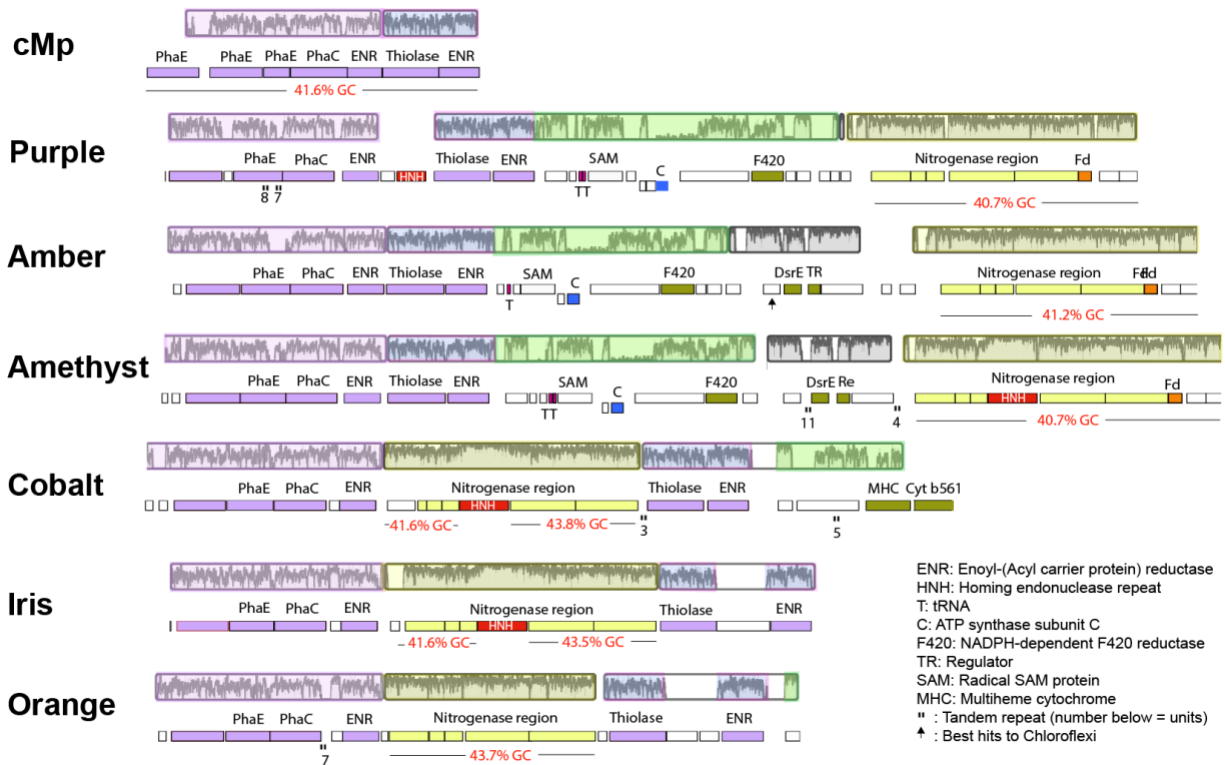 cMp
PhaE PhaE PhaE PhaC ENR Thiolase ENR
41.6% GC
Purple
PhaE PhaC ENR HNH Thiolase ENR SAM C F420 Nitrogenase region Fd
8 7 TT 40.7% GC
Amber
PhaE PhaC ENR Thiolase ENR SAM C F420 DsrE TR Nitrogenase region Fd
T 41.2% GC
Amethyst
PhaE PhaC ENR Thiolase ENR SAM C F420 DsrE Re Nitrogenase region Fd
HNH
TT 11 4 40.7% GC
Cobalt
PhaE PhaC ENR Nitrogenase region Thiolase ENR MHC Cyt b561
HNH
41.6% GC 43.8% GC 3 5
Iris
PhaE PhaC ENR Nitrogenase region Thiolase ENR
HNH
41.6% GC 43.5% GC
Orange
PhaE PhaC ENR Nitrogenase region Thiolase ENR
7 43.7% GC
ENR: Enoyl-(Acyl carrier protein) reductase
HNH: Homing endonuclease repeat
T: tRNA
C: ATP synthase subunit C
F420: NADPH-dependent F420 reductase
TR: Regulator
SAM: Radical SAM protein
MHC: Multiheme cytochrome
" : Tandem repeat (number below = units)
↑ : Best hits to Chloroflexi